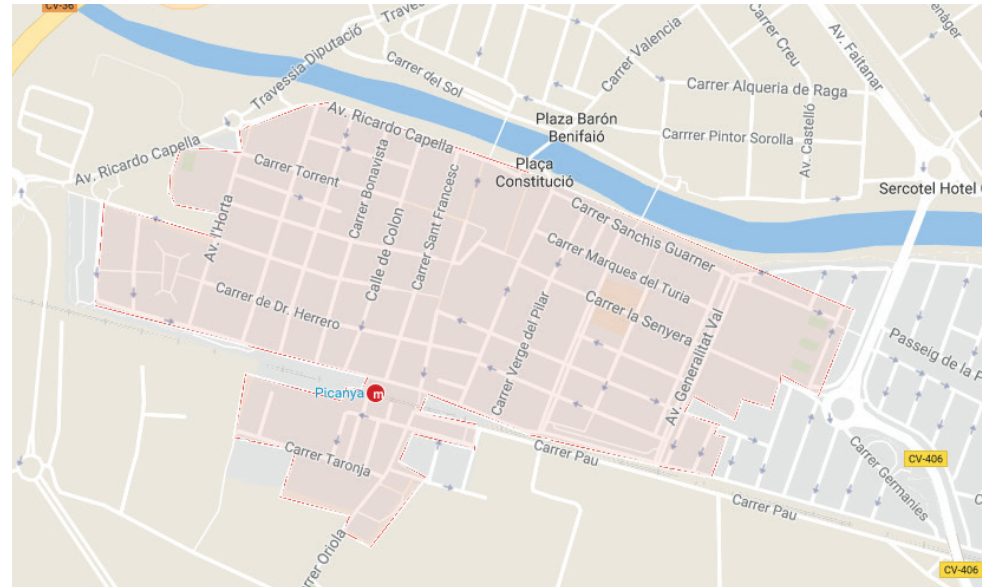 CV-36
Travessia Diputació
Carrer del Sol
Carrer Valencia
Carrer Creu
Av. Faitanar
Carrer Alqueria de Raga
Plaza Barón
Benifaió
Carrrer Pintor Sorolla
Av. Castelló
Av. Ricardo Capella
Av. Ricardo Capella
Plaça
Constitució
Sercotel Hotel
Carrer Torrent
Carrer Bonavista
Carrer Sant Francesc
Calle de Colon
Av. l'Horta
Carrer Sanchis Guarner
Carrer Marques del Turia
Carrer la Senyera
Carrer de Dr. Herrero
Carrer Verge del Pilar
Av. Generalitat Val
Passeig de la
Picanya
m
Carrer Taronja
Carrer Pau
Carrer Pau
Carrer Germanies
CV-406
CV-406
Carrer Oriola